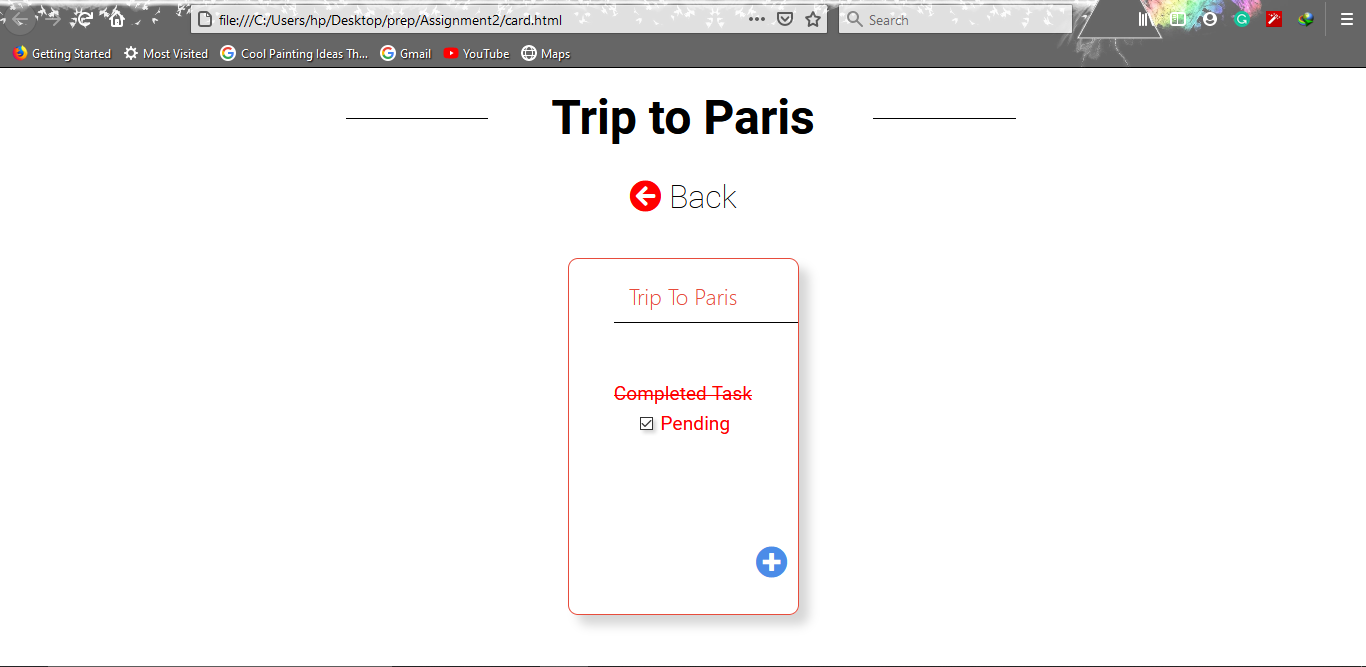 file:///C:/Users/hp/Desktop/prep/Assignment2/card.html
Search
Getting Started Most Visited Cool Painting Ideas Th... Gmail YouTube Maps
Trip to Paris
Back
Trip To Paris
Completed Task
Pending